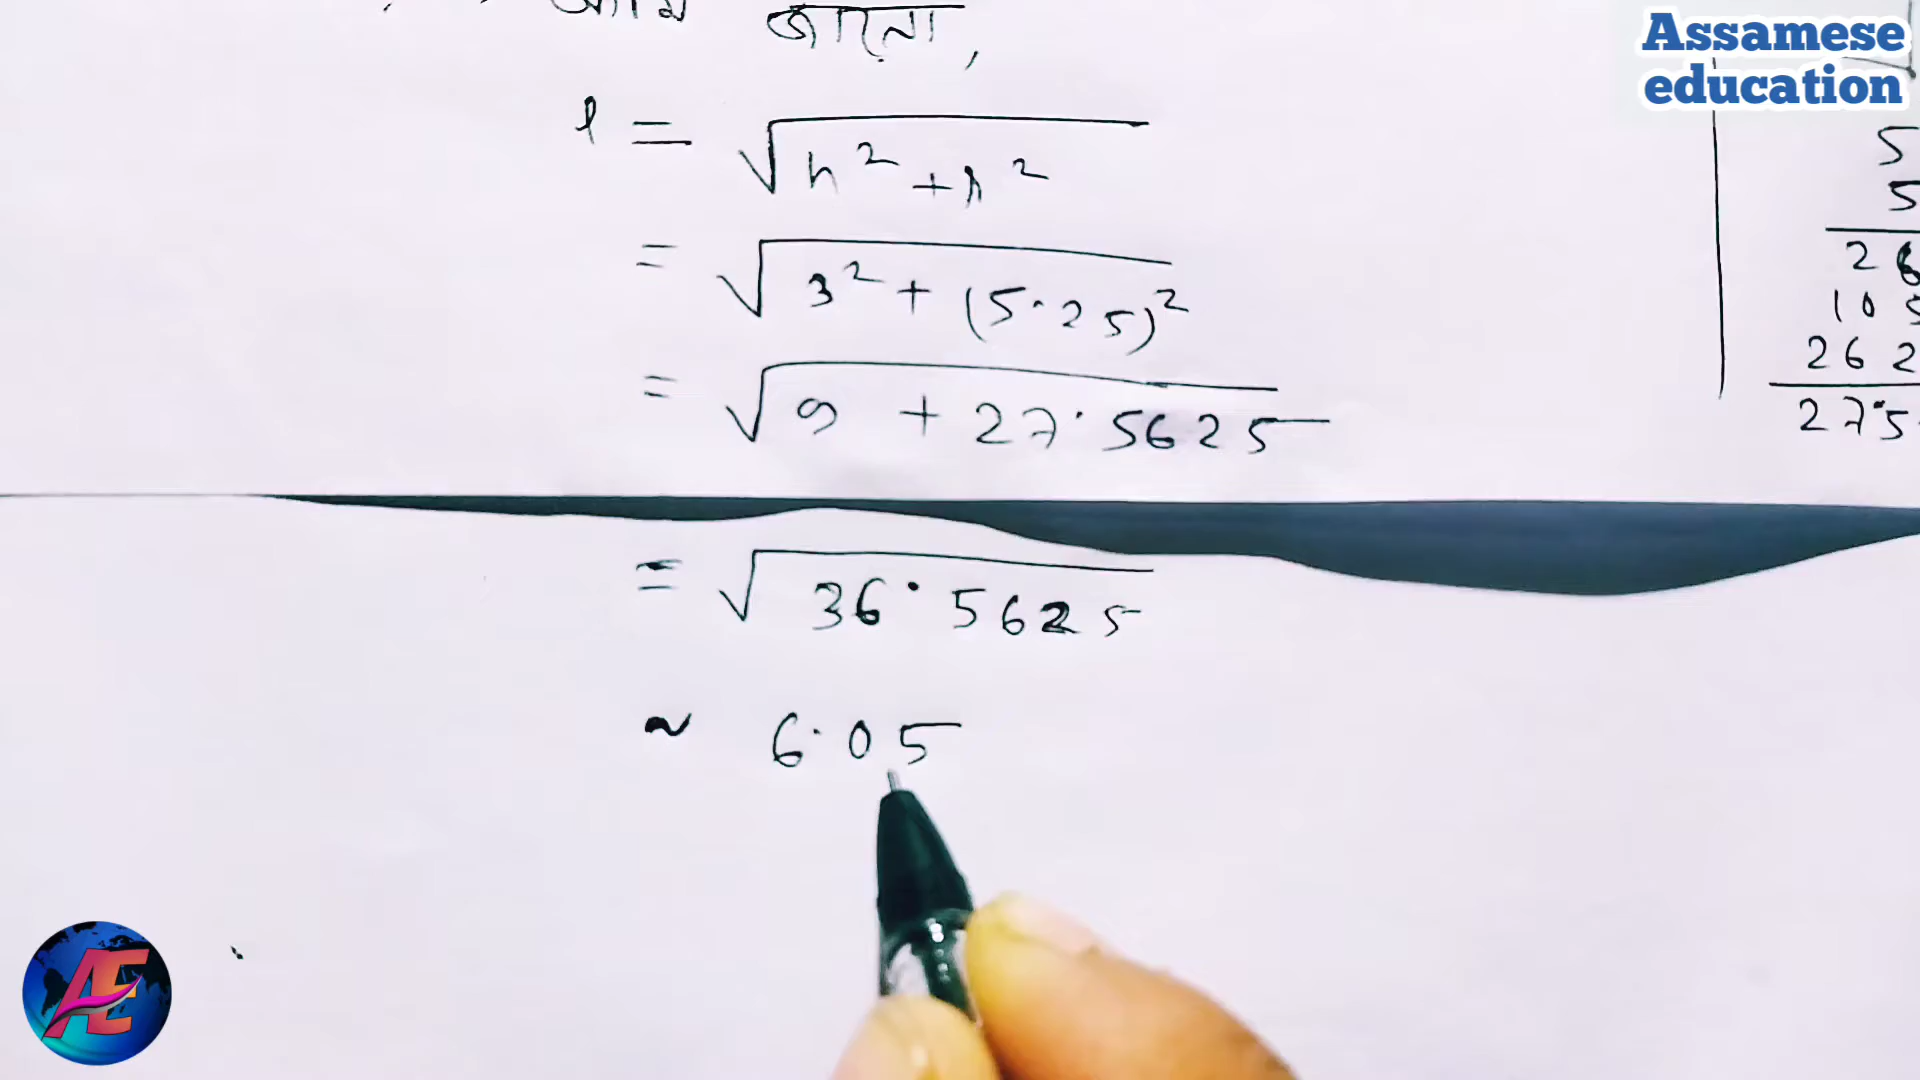 জানো,
l = √h² + r²
= √3² + (5.25)²
= √9 + 27.5625
= √36.5625
~ 6.05
Assamese
education
5
5
26
105
262
27.5
AE